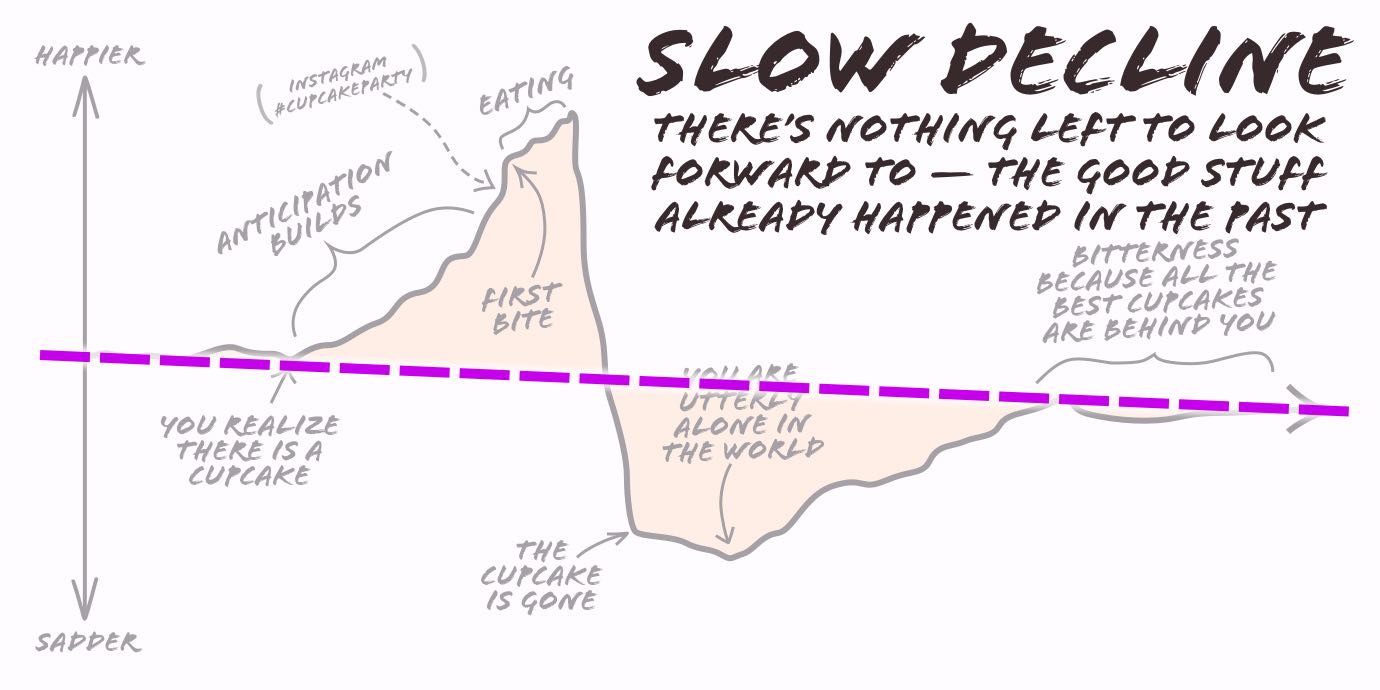 SLOW DECLINE
THERE'S NOTHING LEFT TO LOOK
FORWARD TO — THE GOOD STUFF
ALREADY HAPPENED IN THE PAST
HAPPIER
(INSTAGRAM
#CUPCAKEPARTY)
EATING
ANTICIPATION
BUILDS
FIRST
BITE
BITTERNESS
BECAUSE ALL THE
BEST CUPCAKES
ARE BEHIND YOU
YOU REALIZE
THERE IS A
CUPCAKE
YOU ARE
UTTERLY
ALONE IN
THE WORLD
THE
CUPCAKE
IS GONE
SADDER